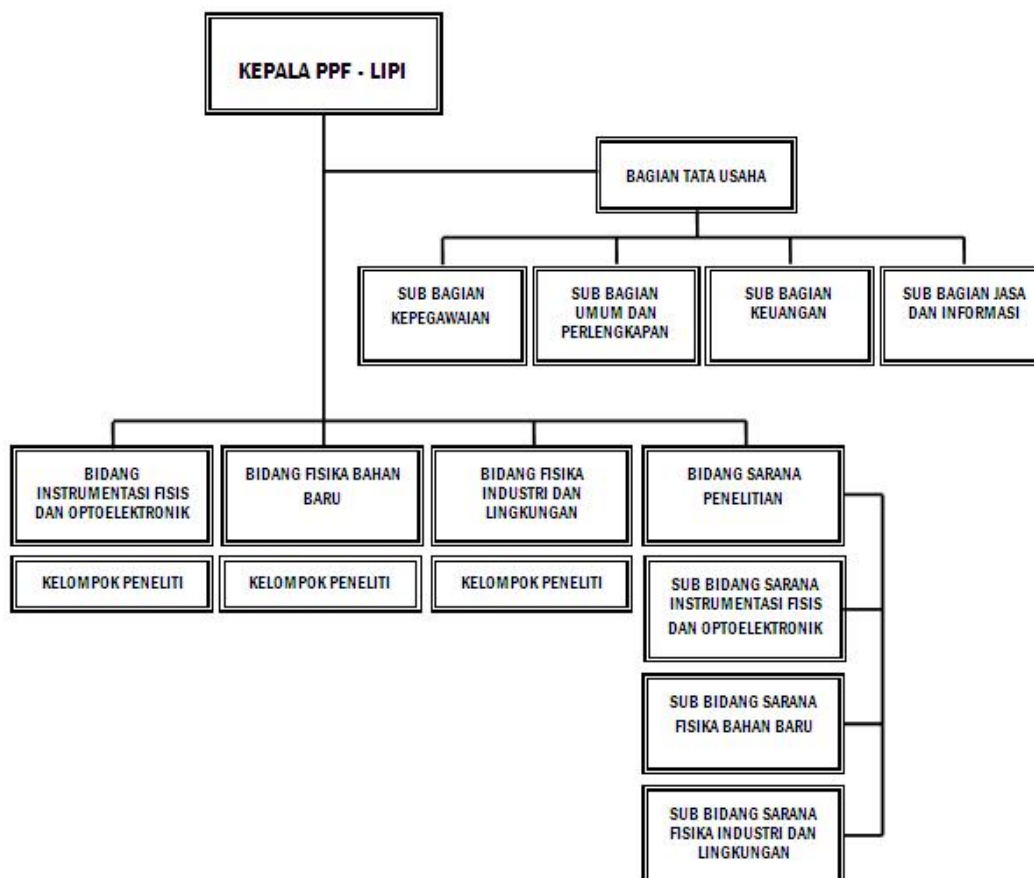 KEPALA PPF - LIPI
BAGIAN TATA USAHA
SUB BAGIAN
KEPEGAWAIAN
SUB BAGIAN
UMUM DAN
PERLENGKAPAN
SUB BAGIAN
KEUANGAN
SUB BAGIAN JASA
DAN INFORMASI
BIDANG
INSTRUMENTASI FISIS
DAN OPTOELEKTRONIK
BIDANG FISIKA BAHAN
BARU
BIDANG FISIKA
INDUSTRI DAN
LINGKUNGAN
BIDANG SARANA
PENELITIAN
KELOMPOK PENELITI
KELOMPOK PENELITI
KELOMPOK PENELITI
SUB BIDANG SARANA
INSTRUMENTASI FISIS
DAN OPTOELEKTRONIK
SUB BIDANG SARANA
FISIKA BAHAN BARU
SUB BIDANG SARANA
FISIKA INDUSTRI DAN
LINGKUNGAN